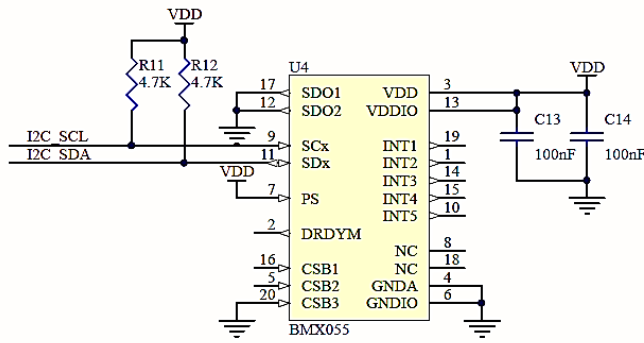 VDD
R11
4.7K
R12
4.7K
I2C_SCL
I2C_SDA
VDD
U4
17 SDO1
12 SDO2
9 SCx
11 SDx
7 PS
2 DRDYM
16 CSB1
5 CSB2
20 CSB3
VDD 3
VDDIO 13
INT1 19
INT2 1
INT3 14
INT4 15
INT5 10
NC 8
NC 18
GNDA 4
GNDIO 6
BMX055
VDD
C13
100nF
C14
100nF